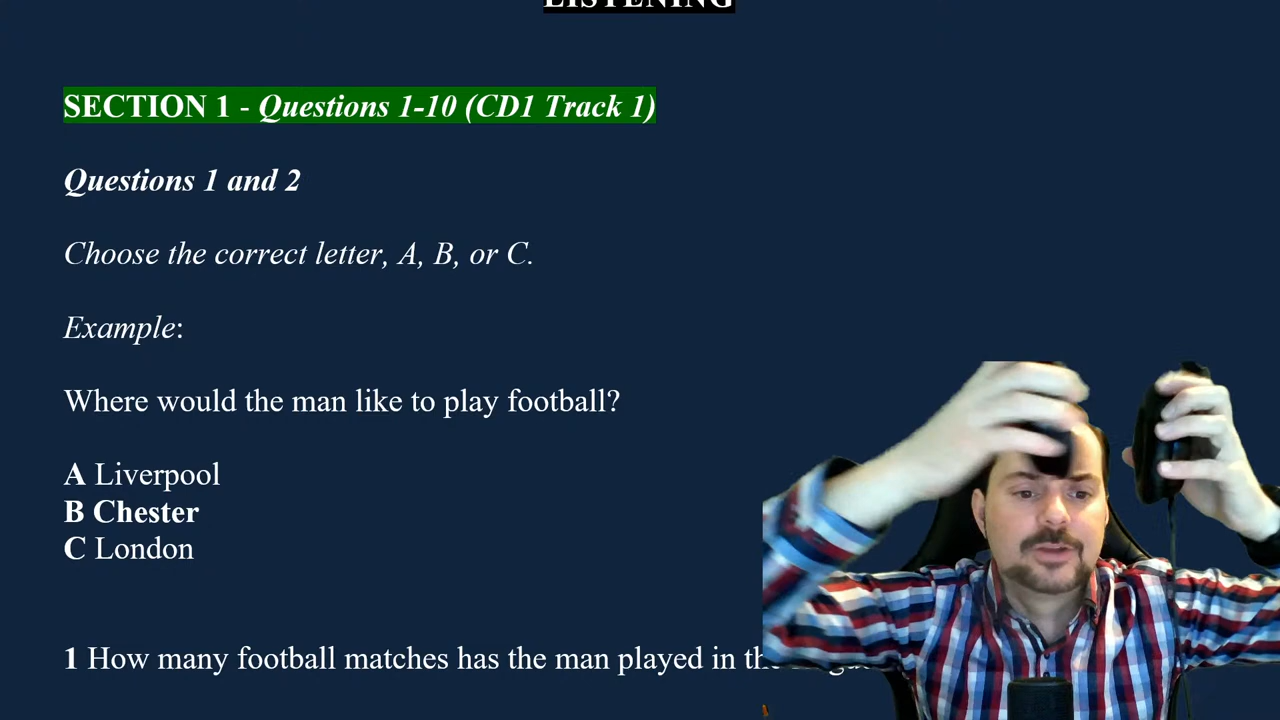 LISTENING
SECTION 1 - Questions 1-10 (CD1 Track 1)
Questions 1 and 2
Choose the correct letter, A, B, or C.
Example:
Where would the man like to play football?
A Liverpool
B Chester
C London
1 How many football matches has the man played in the